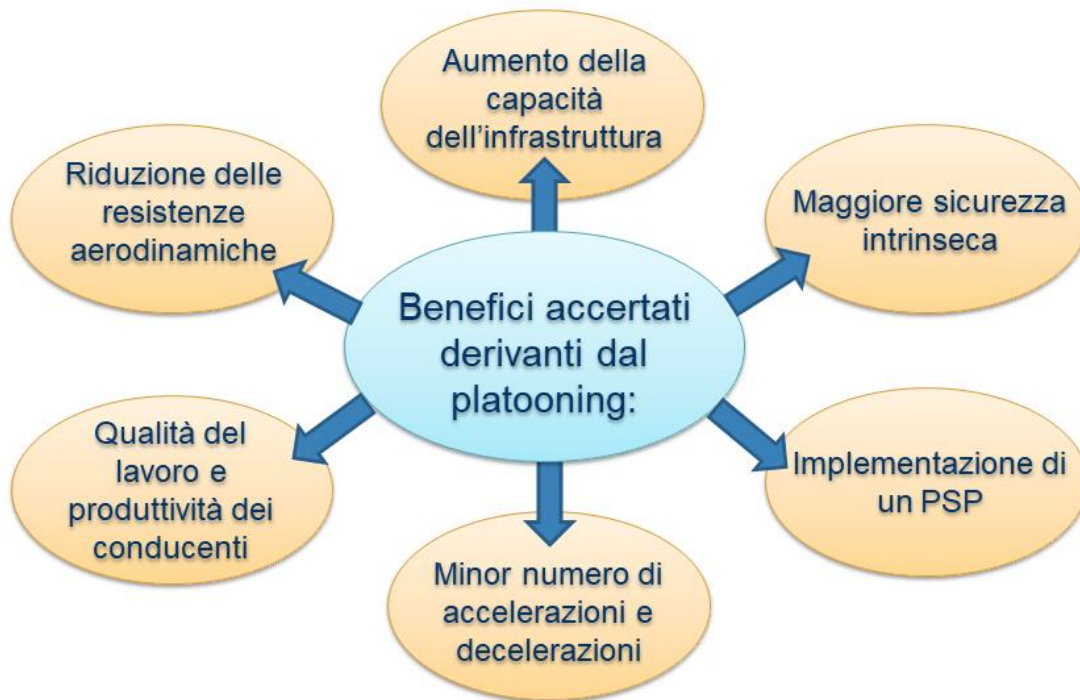 Aumento della
capacità
dell'infrastruttura
Riduzione delle
resistenze
aerodinamiche
Maggiore sicurezza
intrinseca
Benefici accertati
derivanti dal
platooning:
Qualità del
lavoro e
produttività dei
conducenti
Implementazione di
un PSP
Minor numero di
accelerazioni e
decelerazioni